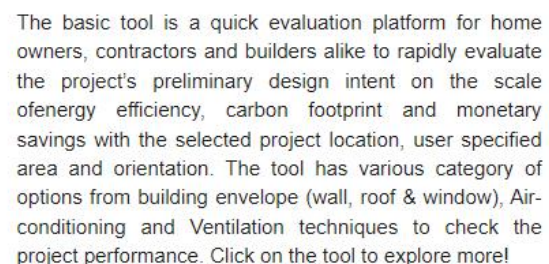 The basic tool is a quick evaluation platform for home
owners, contractors and builders alike to rapidly evaluate
the project's preliminary design intent on the scale
ofenergy efficiency, carbon footprint and monetary
savings with the selected project location, user specified
area and orientation. The tool has various category of
options from building envelope (wall, roof & window), Air-
conditioning and Ventilation techniques to check the
project performance. Click on the tool to explore more!